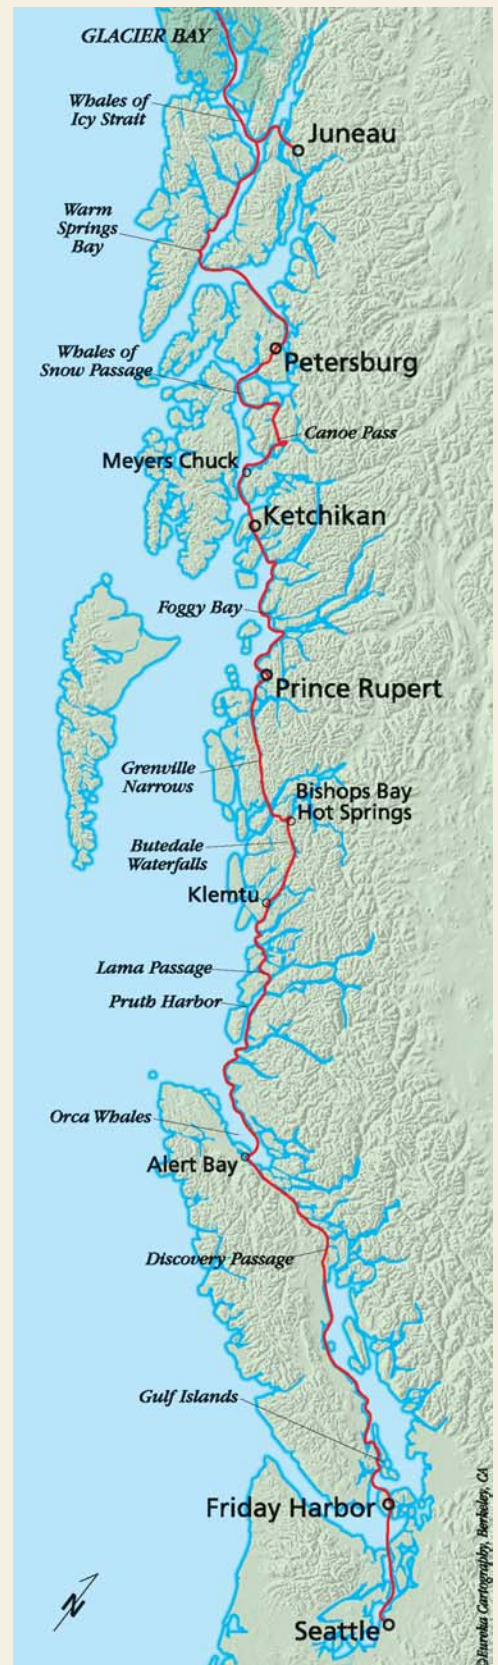 GLACIER BAY
Whales of
Icy Strait
Juneau
Warm
Springs
Bay
Petersburg
Whales of
Snow Passage
Canoe Pass
Meyers Chuck
Ketchikan
Foggy Bay
Prince Rupert
Grenville
Narrows
Bishops Bay
Hot Springs
Butedale
Waterfalls
Klemtu
Lama Passage
Pruth Harbor
Orca Whales
Alert Bay
Discovery Passage
Gulf Islands
Friday Harbor
N
Seattle
©Eureka Cartography, Berkeley, CA